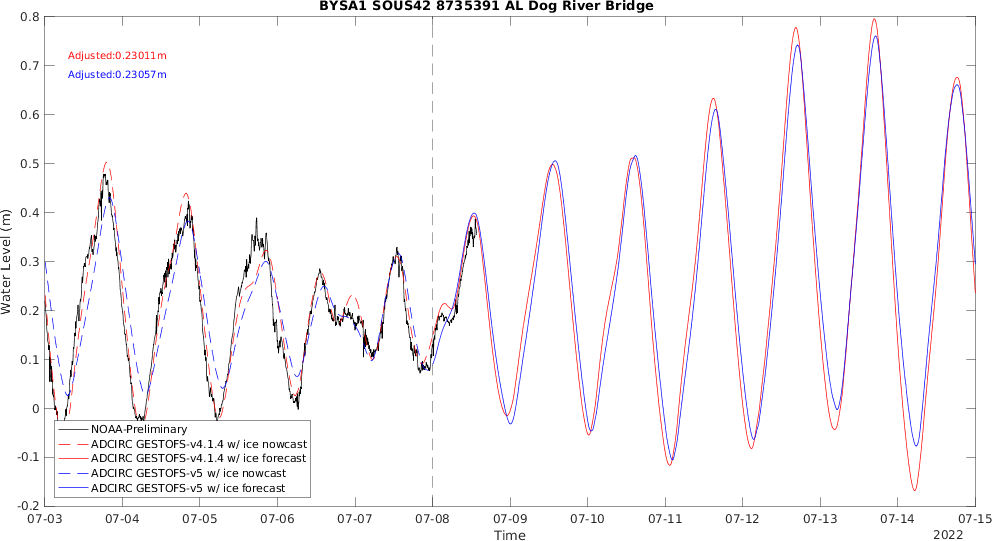 BYSA1 SOUS42 8735391 AL Dog River Bridge
Adjusted:0.23011m
Adjusted:0.23057m
0.8
0.7
0.6
0.5
0.4
0.3
0.2
0.1
0
-0.1
-0.2
Water Level (m)
NOAA-Preliminary
ADCIRC GESTOFS-v4.1.4 w/ ice nowcast
ADCIRC GESTOFS-v4.1.4 w/ ice forecast
ADCIRC GESTOFS-v5 w/ ice nowcast
ADCIRC GESTOFS-v5 w/ ice forecast
07-03 07-04 07-05 07-06 07-07 07-08 07-09 07-10 07-11 07-12 07-13 07-14 07-15
Time
2022